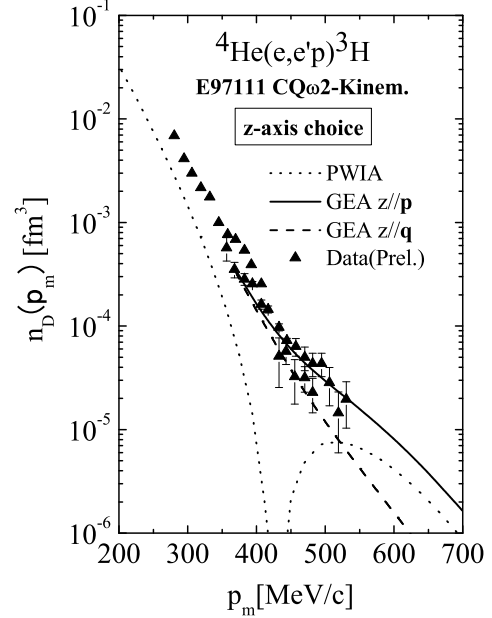 10⁻¹
⁴He(e,e'p)³H
E97111 CQω2-Kinem.
z-axis choice
PWIA
GEA z//p
GEA z//q
Data(Prel.)
10⁻²
10⁻³
10⁻⁴
10⁻⁵
10⁻⁶
n_D(p_m) [fm³]
200 300 400 500 600 700
p_m[MeV/c]